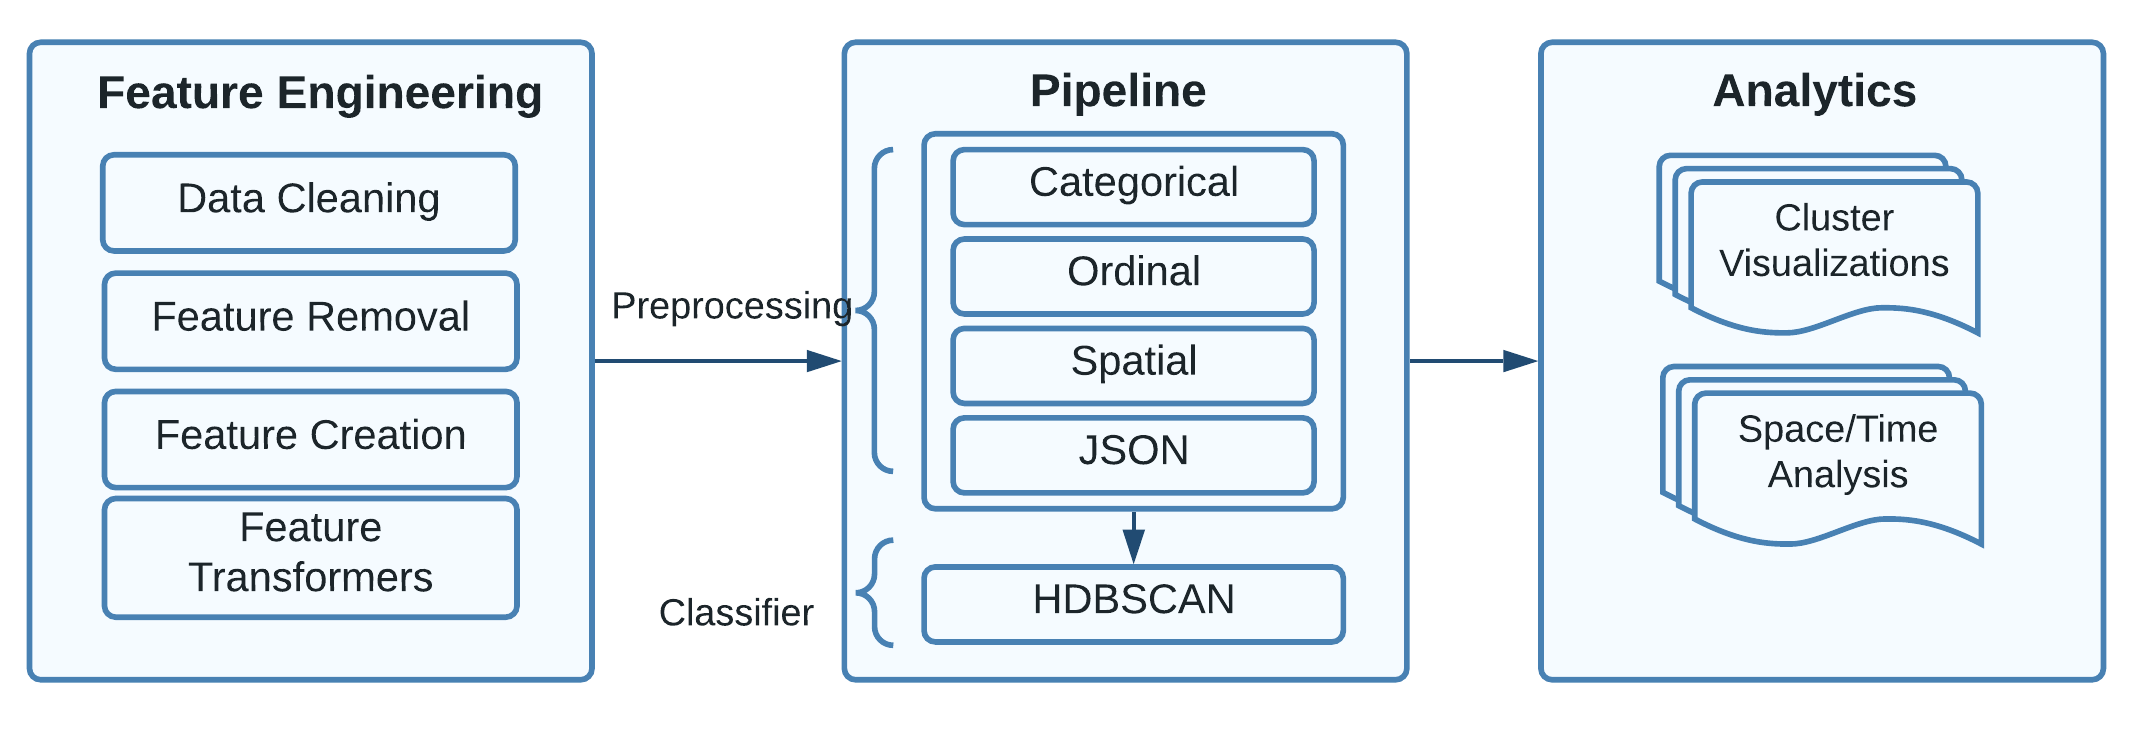 Feature Engineering
Data Cleaning
Feature Removal
Feature Creation
Feature
Transformers
Preprocessing
Classifier
Pipeline
Categorical
Ordinal
Spatial
JSON
HDBSCAN
Analytics
Cluster
Visualizations
Space/Time
Analysis